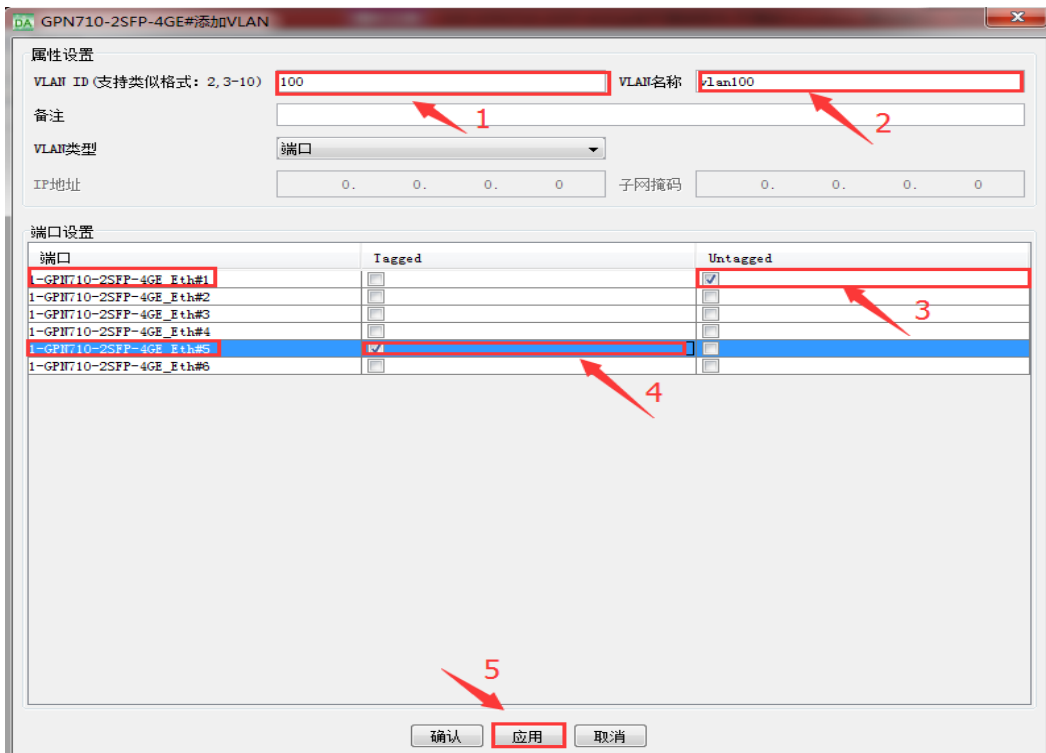 DA GPN710-2SFP-4GE#添加VLAN
属性设置
VLAN ID(支持类似格式: 2,3-10) 100 VLAN名称 vlan100
1 2
备注
VLAN类型 端口
IP地址 0. 0. 0. 0 子网掩码 0. 0. 0. 0
端口设置
端口 Tagged Untagged
1-GPN710-2SFP-4GE_Eth#1
1-GPN710-2SFP-4GE_Eth#2
1-GPN710-2SFP-4GE_Eth#3 3
1-GPN710-2SFP-4GE_Eth#4
1-GPN710-2SFP-4GE_Eth#5
1-GPN710-2SFP-4GE_Eth#6
4
5
确认 应用 取消